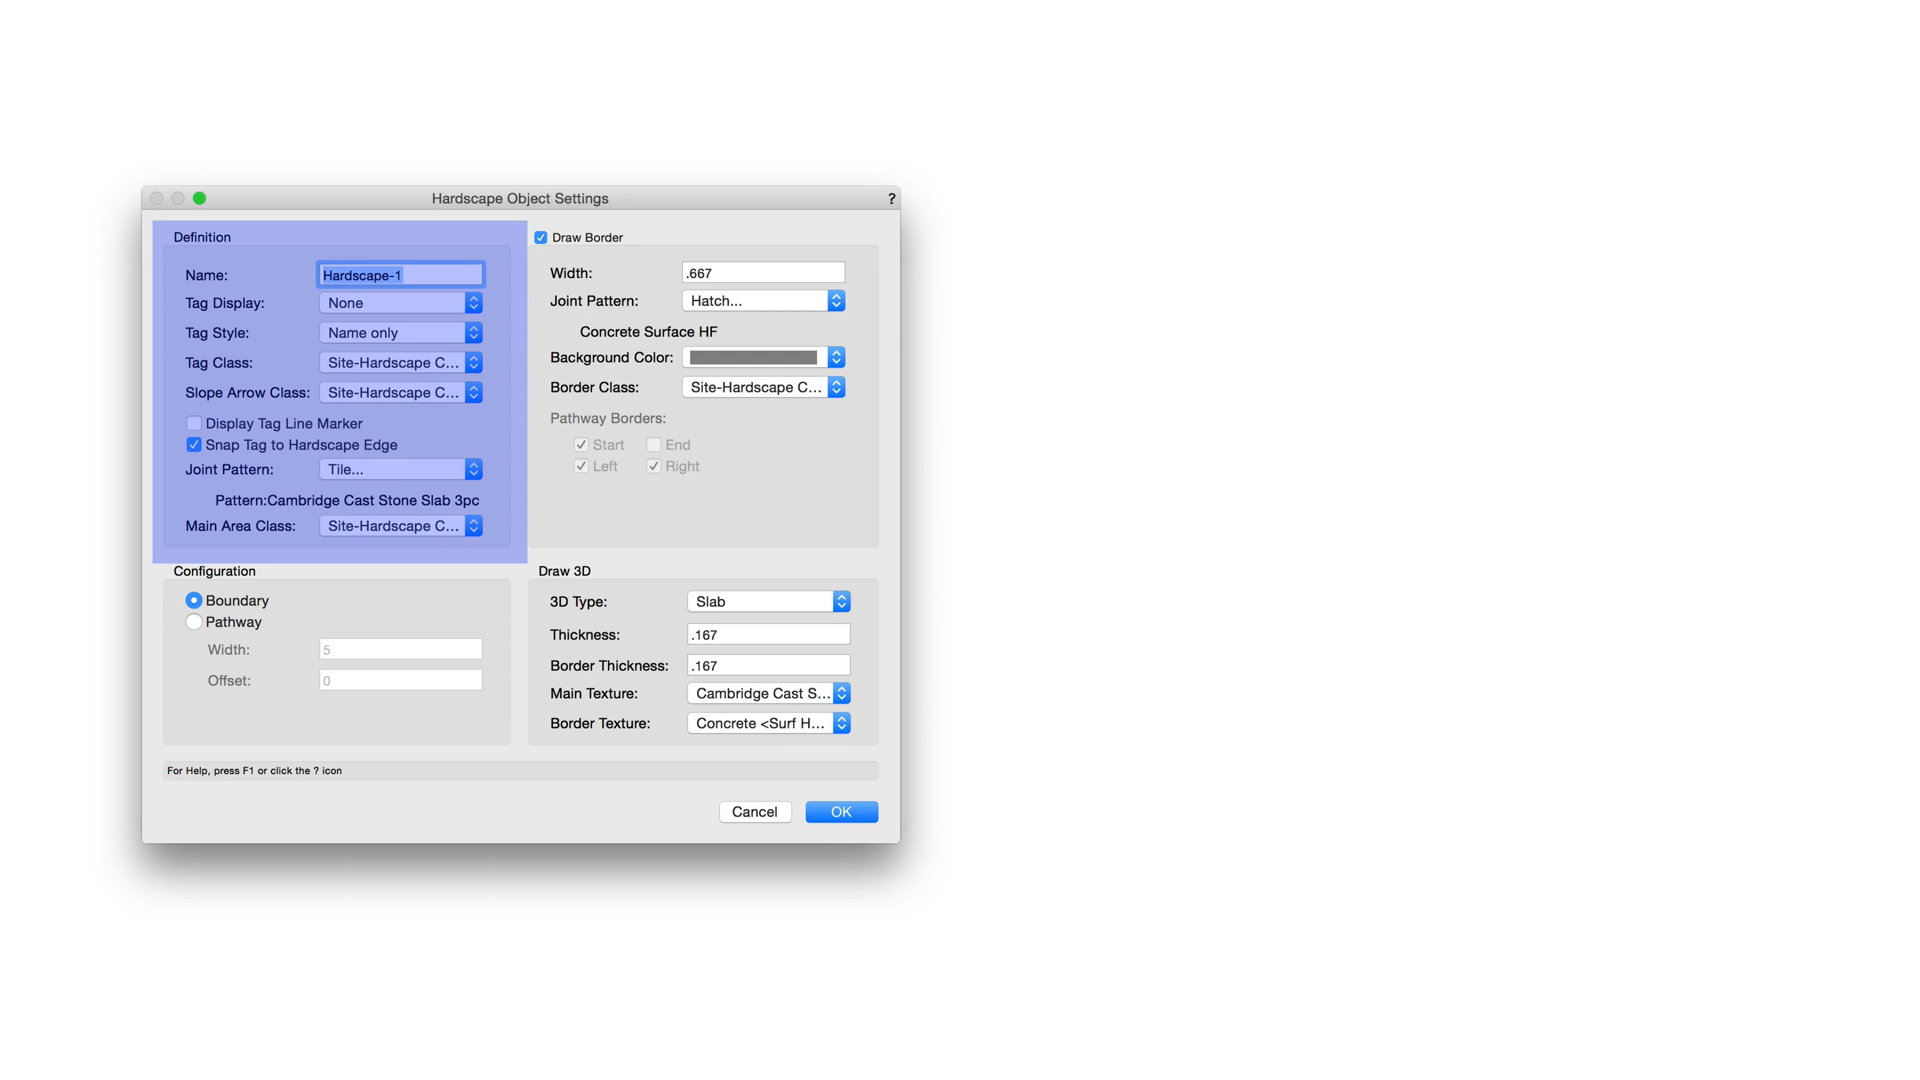 Hardscape Object Settings
?
Definition
Name: Hardscape-1
Tag Display: None
Tag Style: Name only
Tag Class: Site-Hardscape C...
Slope Arrow Class: Site-Hardscape C...
Display Tag Line Marker
Snap Tag to Hardscape Edge
Joint Pattern: Tile...
Pattern:Cambridge Cast Stone Slab 3pc
Main Area Class: Site-Hardscape C...
Draw Border
Width: .667
Joint Pattern: Hatch...
Concrete Surface HF
Background Color:
Border Class: Site-Hardscape C...
Pathway Borders:
Start End
Left Right
Configuration
Boundary
Pathway
Width: 5
Offset: 0
Draw 3D
3D Type: Slab
Thickness: .167
Border Thickness: .167
Main Texture: Cambridge Cast S...
Border Texture: Concrete <Surf H...
For Help, press F1 or click the ? icon
Cancel OK